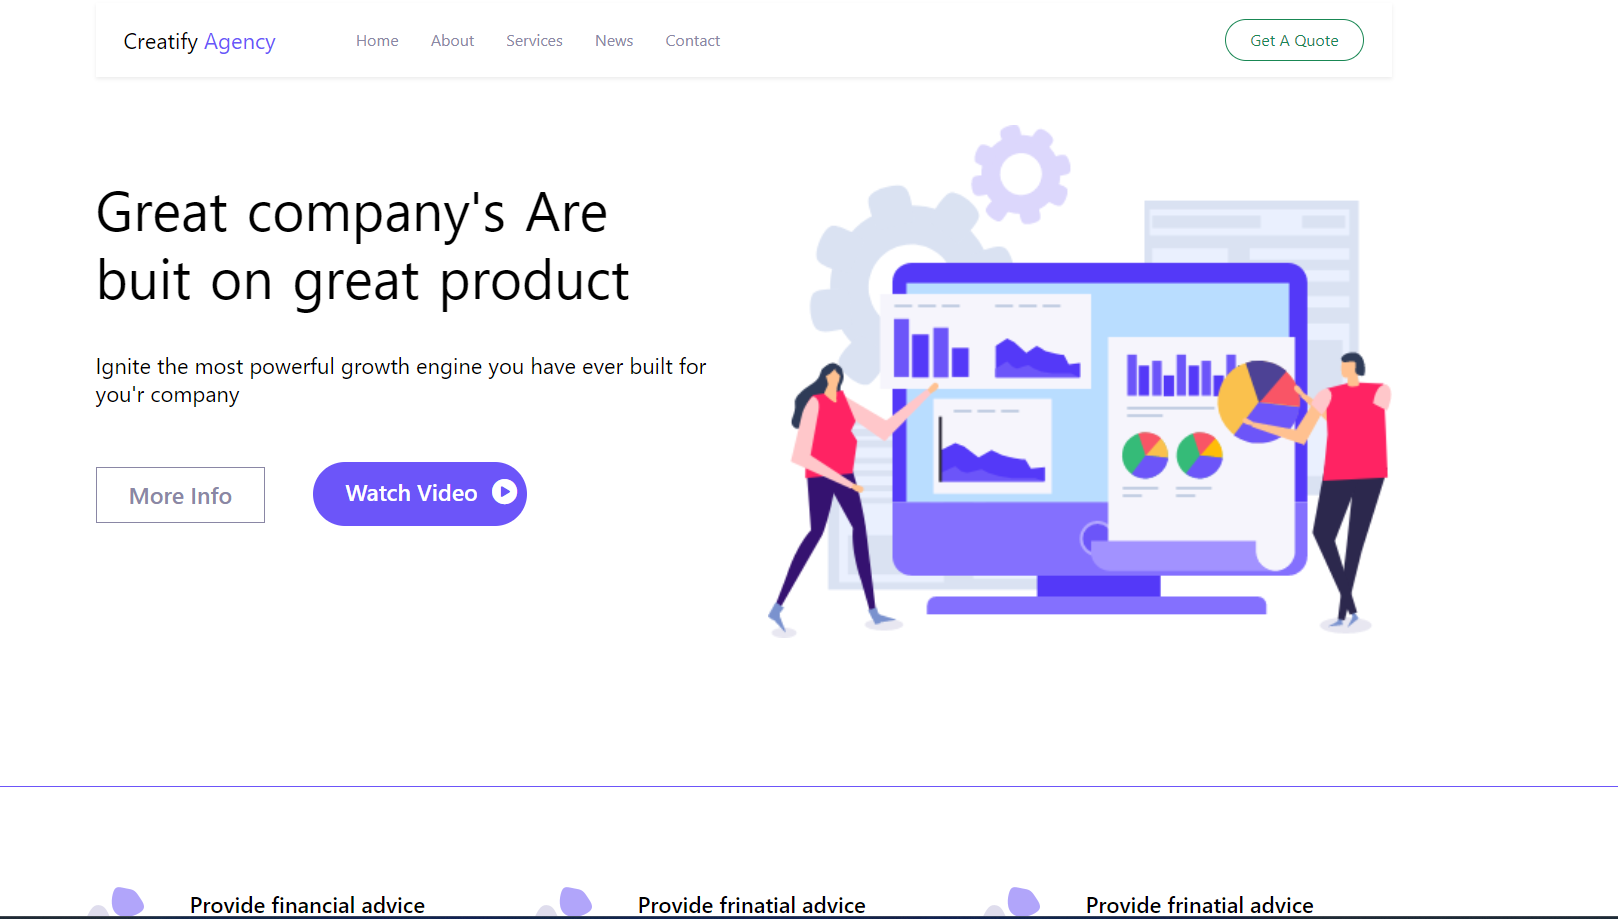 Creatify Agency
Home
About
Services
News
Contact
Get A Quote
Great company's Are
buit on great product
Ignite the most powerful growth engine you have ever built for
you'r company
More Info
Watch Video
Provide financial advice
Provide frinatial advice
Provide frinatial advice